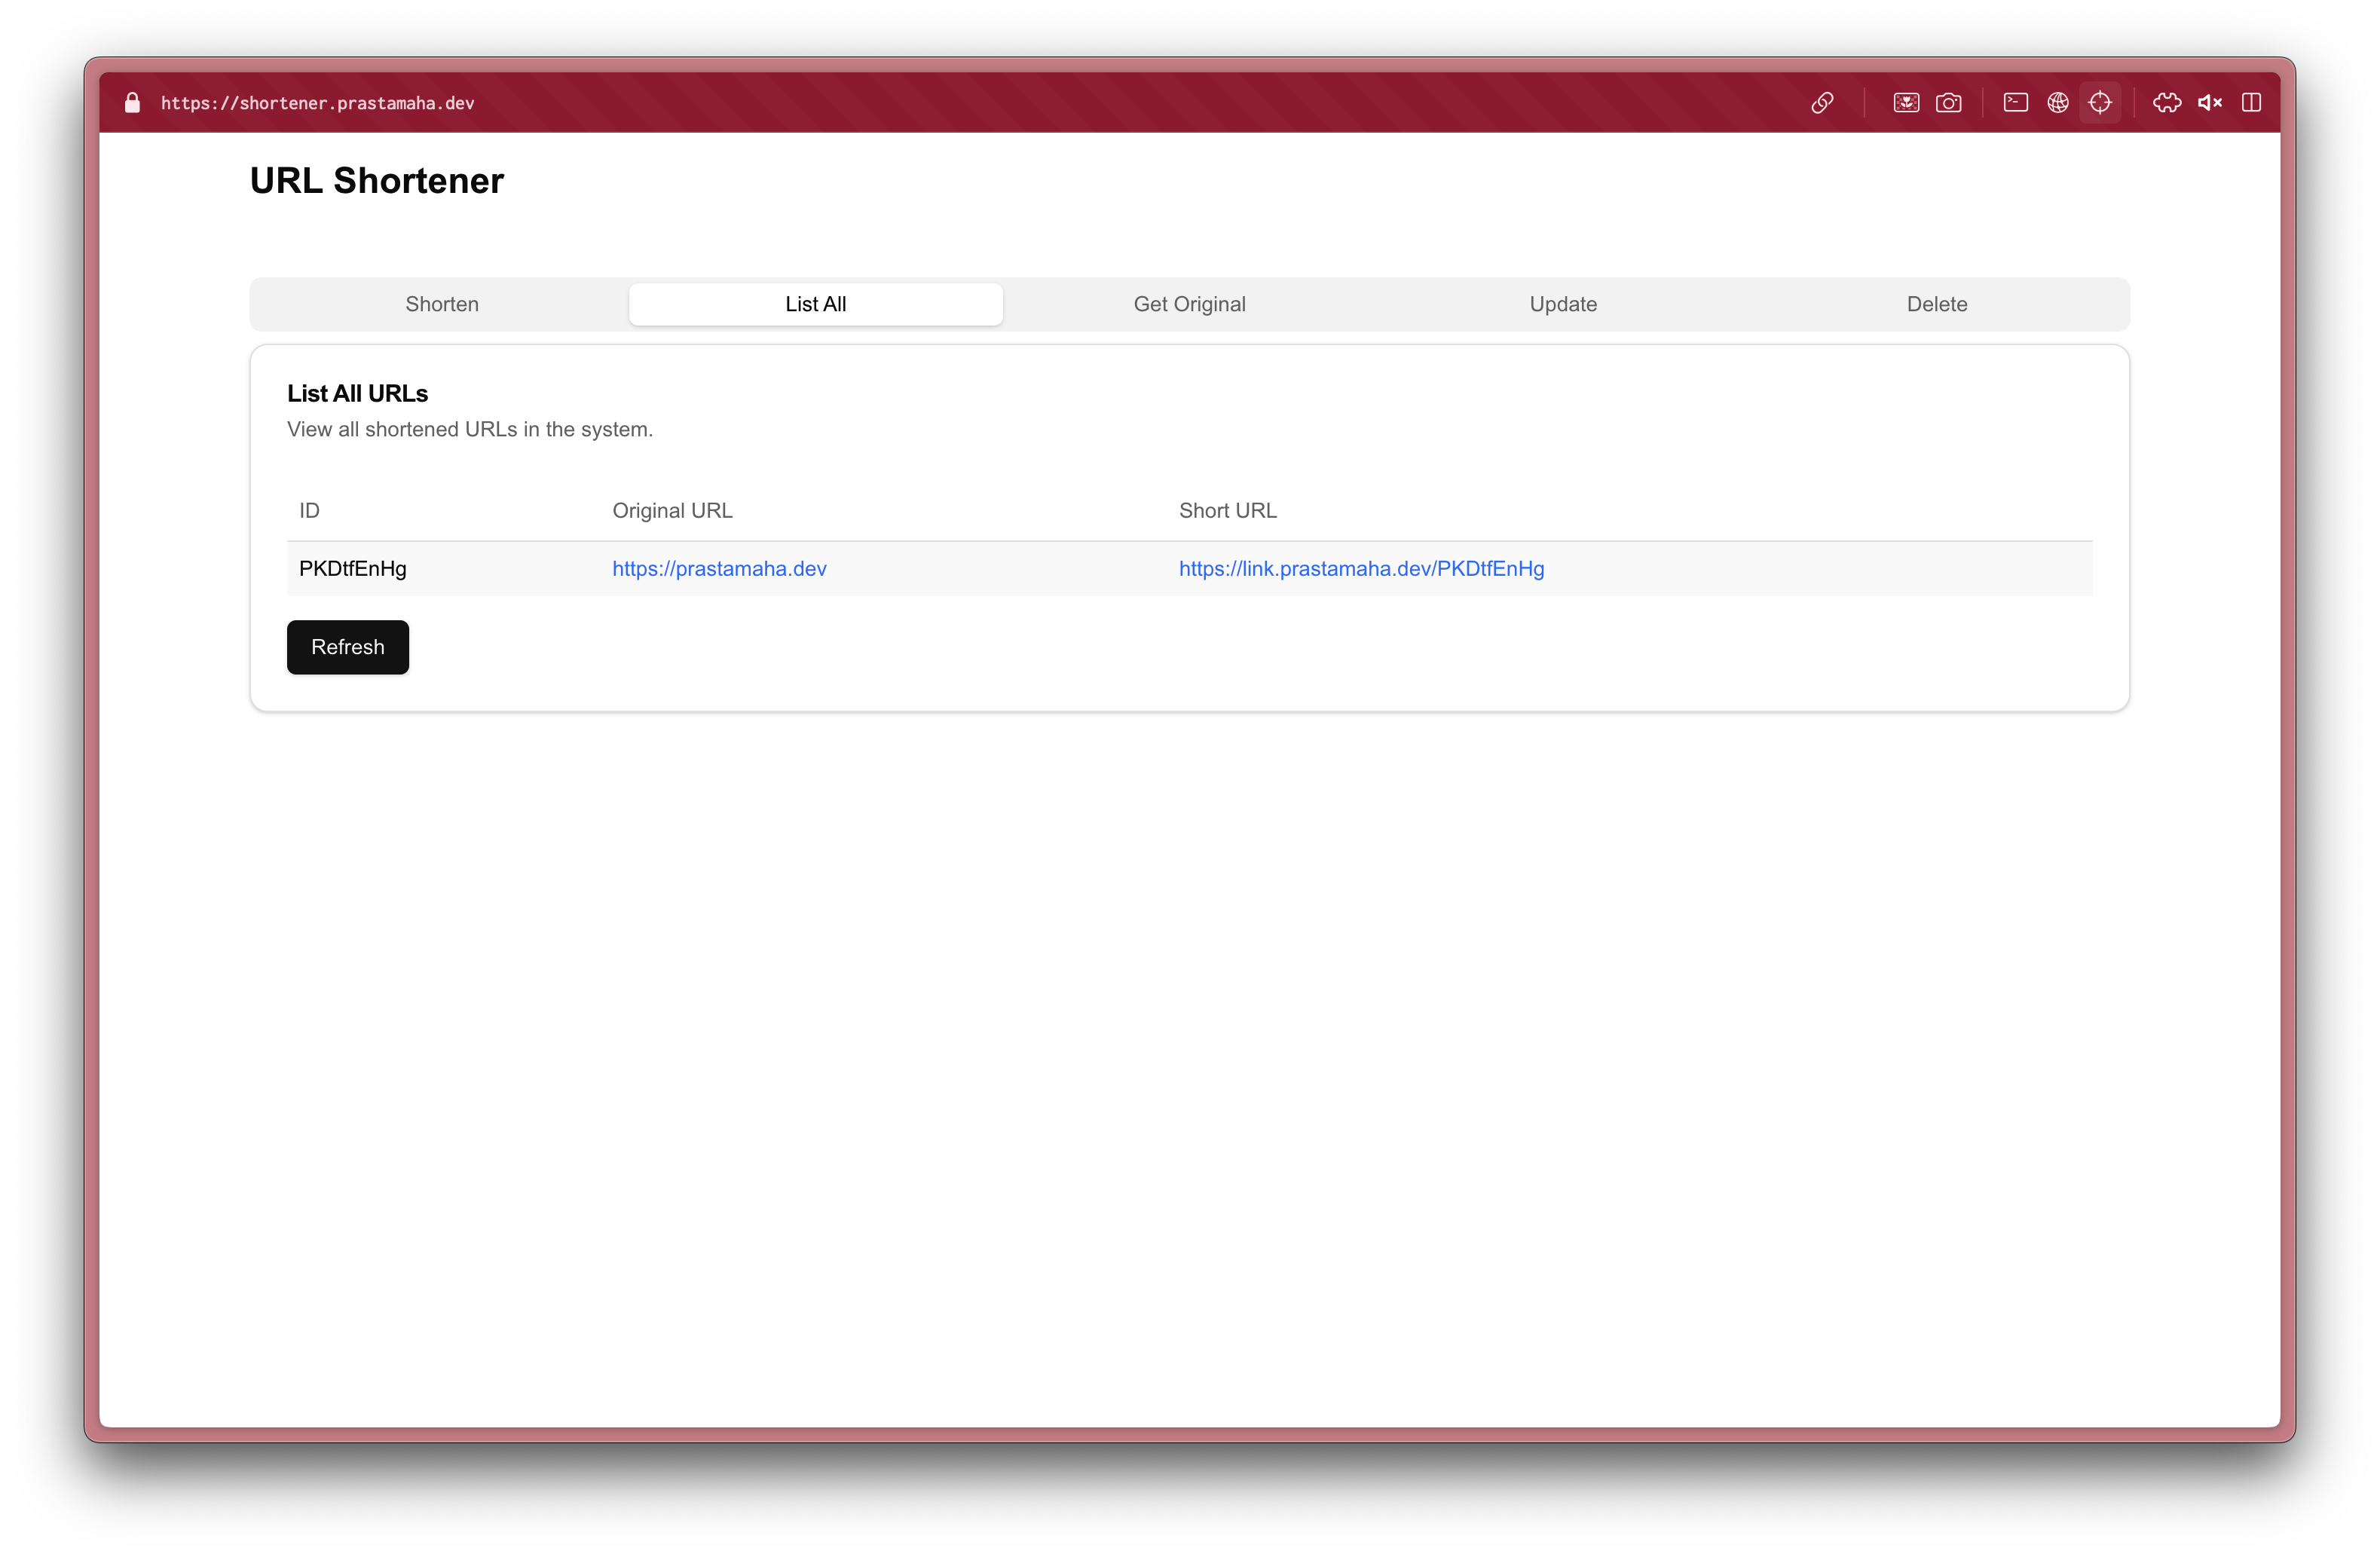 https://shortener.prastamaha.dev
URL Shortener
Shorten List All Get Original Update Delete
List All URLs
View all shortened URLs in the system.
ID Original URL Short URL
PKDtfEnHg https://prastamaha.dev https://link.prastamaha.dev/PKDtfEnHg
Refresh